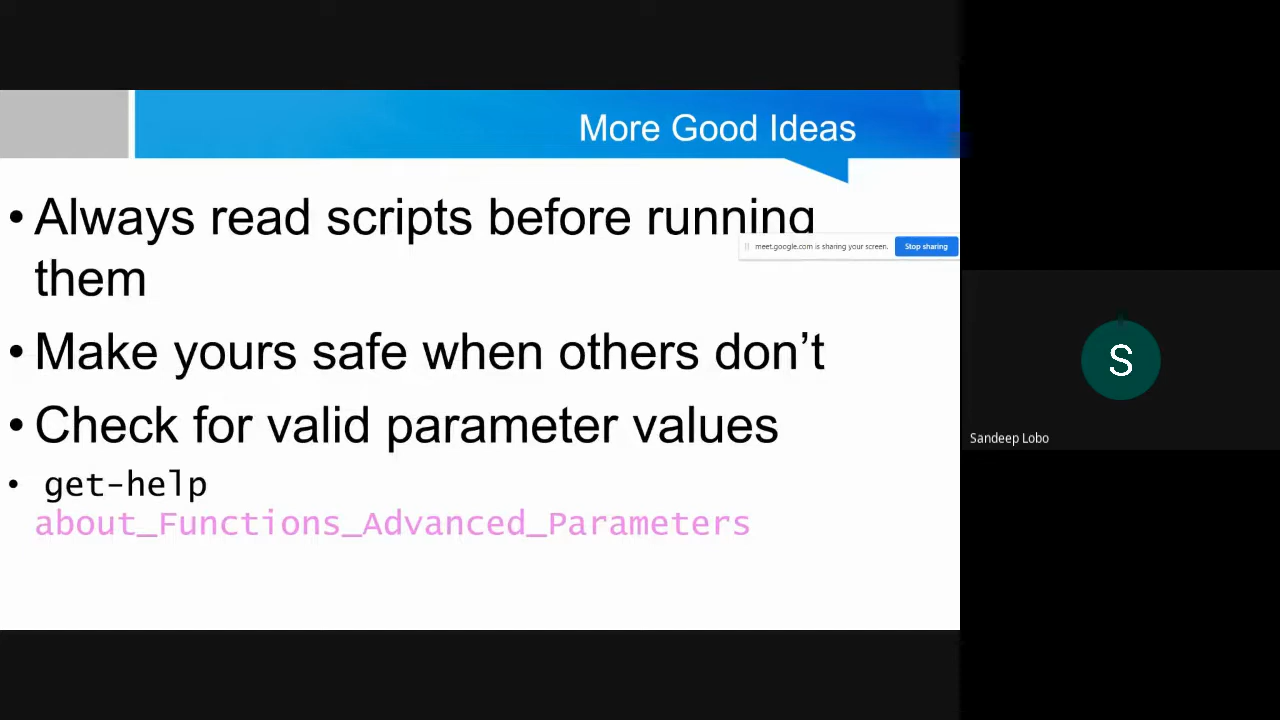 More Good Ideas
• Always read scripts before running
meet.google.com is sharing your screen. Stop sharing
them
• Make yours safe when others don’t
• Check for valid parameter values
• get-help
about_Functions_Advanced_Parameters
S
Sandeep Lobo